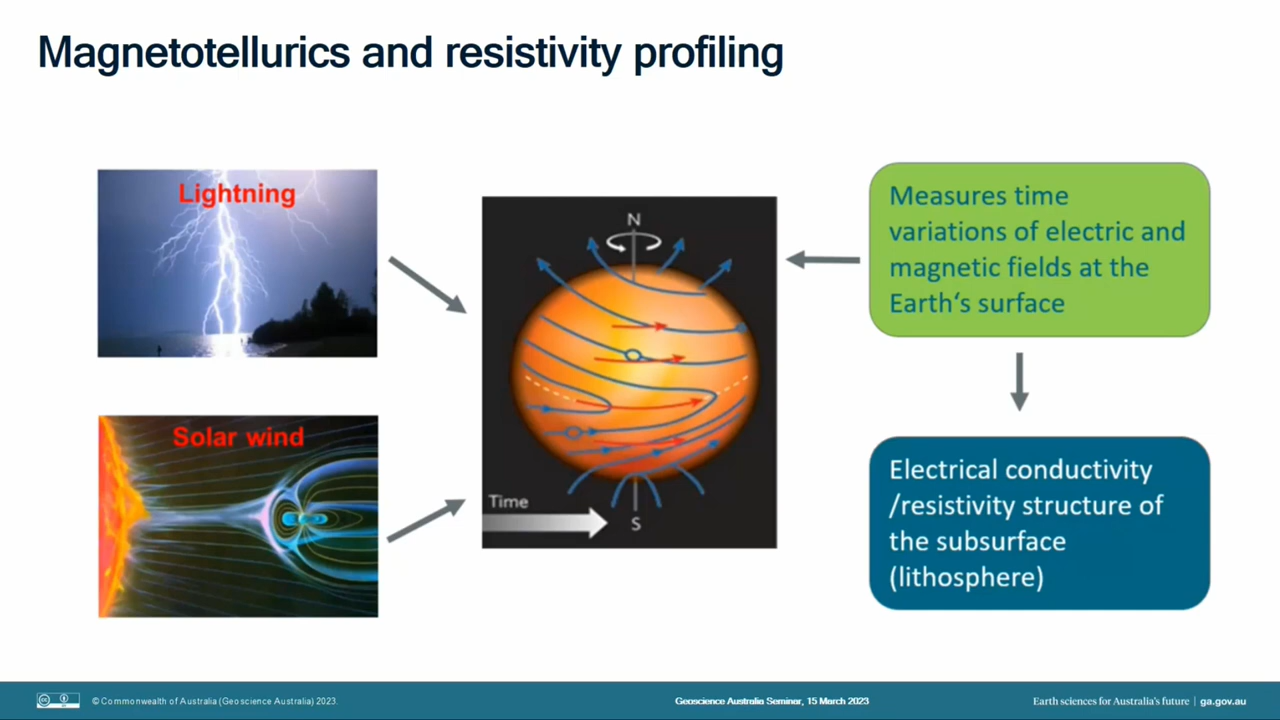 Magnetotellurics and resistivity profiling
Lightning
Solar wind
N
Time
S
Measures time
variations of electric and
magnetic fields at the
Earth‘s surface
Electrical conductivity
/resistivity structure of
the subsurface
(lithosphere)
© Commonwealth of Australia (Geoscience Australia) 2023.
Geoscience Australia Seminar, 15 March 2023
Earth sciences for Australia's future | ga.gov.au